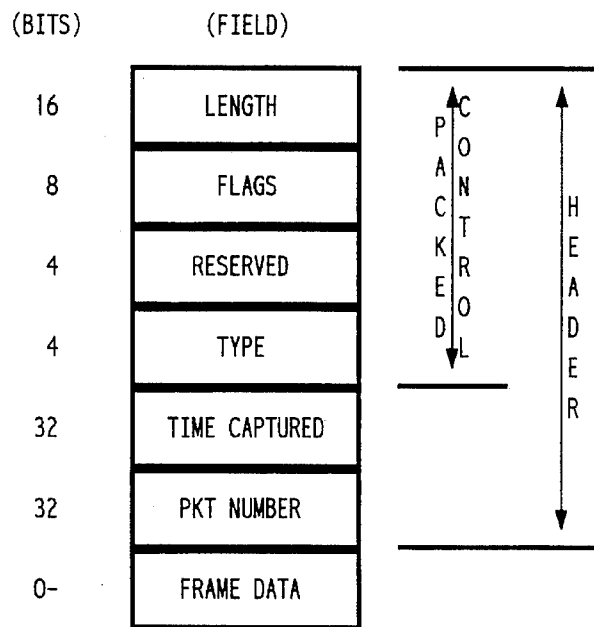 (BITS) (FIELD)
16 LENGTH
8 FLAGS
4 RESERVED
4 TYPE
32 TIME CAPTURED
32 PKT NUMBER
0- FRAME DATA
PACKED
CONTROL
HEADER